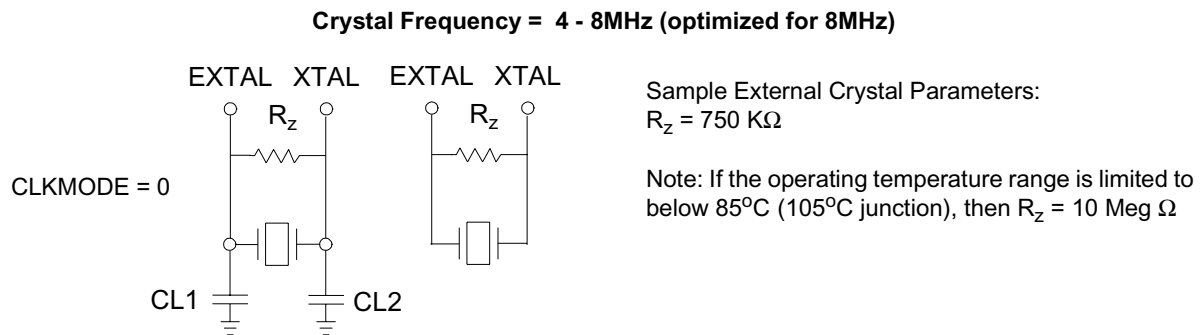 Crystal Frequency = 4 - 8MHz (optimized for 8MHz)
EXTAL XTAL EXTAL XTAL
R_z R_z
Sample External Crystal Parameters:
R_z = 750 KΩ
CLKMODE = 0
Note: If the operating temperature range is limited to
below 85°C (105°C junction), then R_z = 10 Meg Ω
CL1 CL2